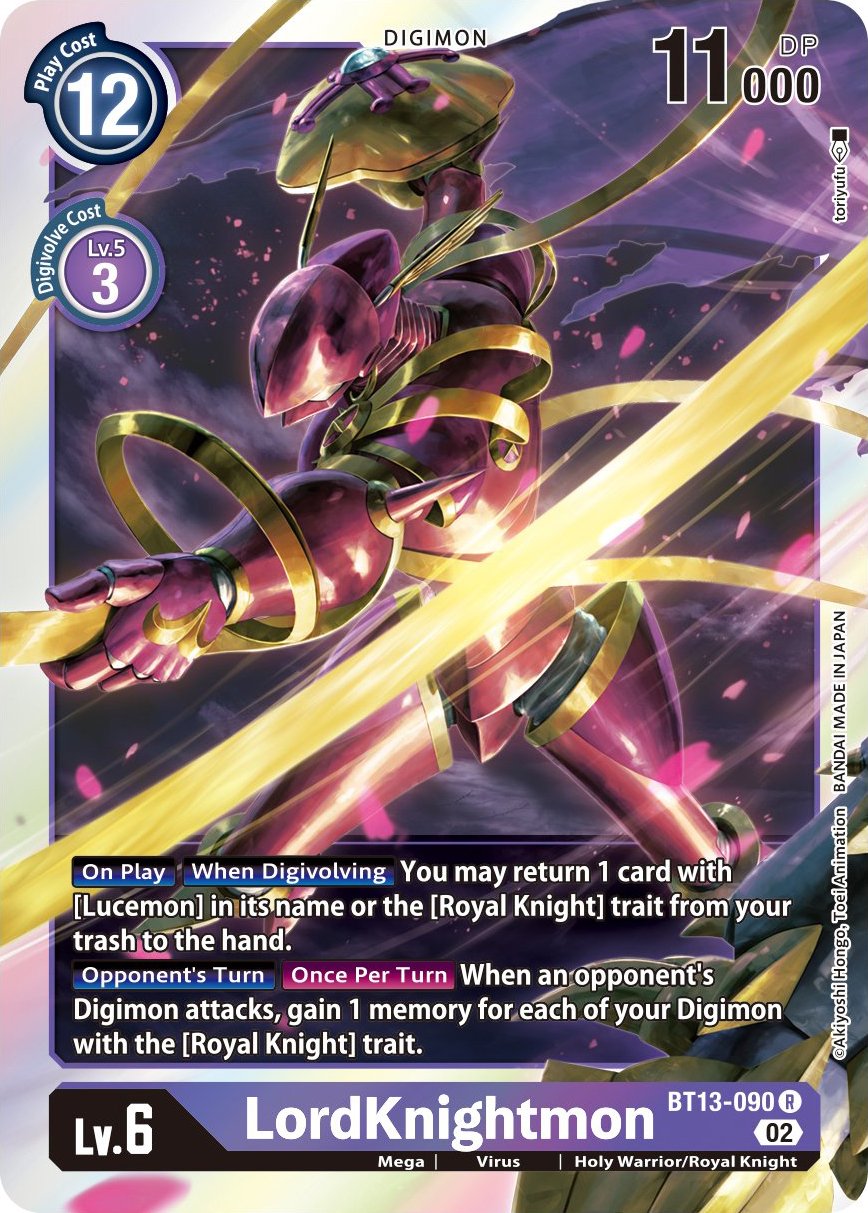 DIGIMON
Play Cost
12
11000
DP
toriyufu
Digivolve Cost
Lv.5
3
On Play When Digivolving You may return 1 card with
[Lucemon] in its name or the [Royal Knight] trait from your
trash to the hand.
Opponent's Turn Once Per Turn When an opponent's
Digimon attacks, gain 1 memory for each of your Digimon
with the [Royal Knight] trait.
©Akiyoshi Hongo, Toei Animation BANDAI MADE IN JAPAN
Lv.6
LordKnightmon
BT13-090 R
02
Mega | Virus | Holy Warrior/Royal Knight